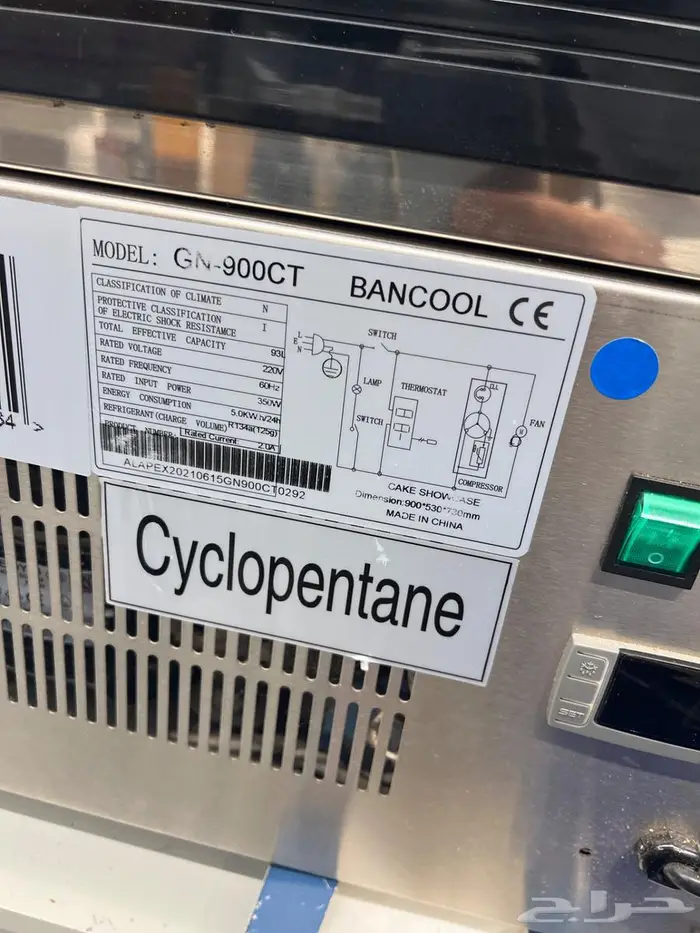 MODEL: GN-900CT BANCOOL CE
CLASSIFICATION OF CLIMATE N
PROTECTIVE CLASSIFICATION
OF ELECTRIC SHOCK RESISTAMCE I
TOTAL EFFECTIVE CAPACITY 93L
RATED VOLTAGE 220V
RATED FREQUENCY 60Hz
RATED INPUT POWER 350W
ENERGY CONSUMPTION 5.0KW.h/24h
REFRIGERANT(CHARGE VOLUME) R134a(125g)
PRODUCT NUMBER Rated Current 2.0A
ALAPEX20210615GN900CT0292
L
E
N
SWITCH
LAMP
SWITCH
THERMOSTAT
COMPRESSOR
FAN
M
CAKE SHOWCASE
Dimension:900*530*730mm
MADE IN CHINA
Cyclopentane
SET
حراج